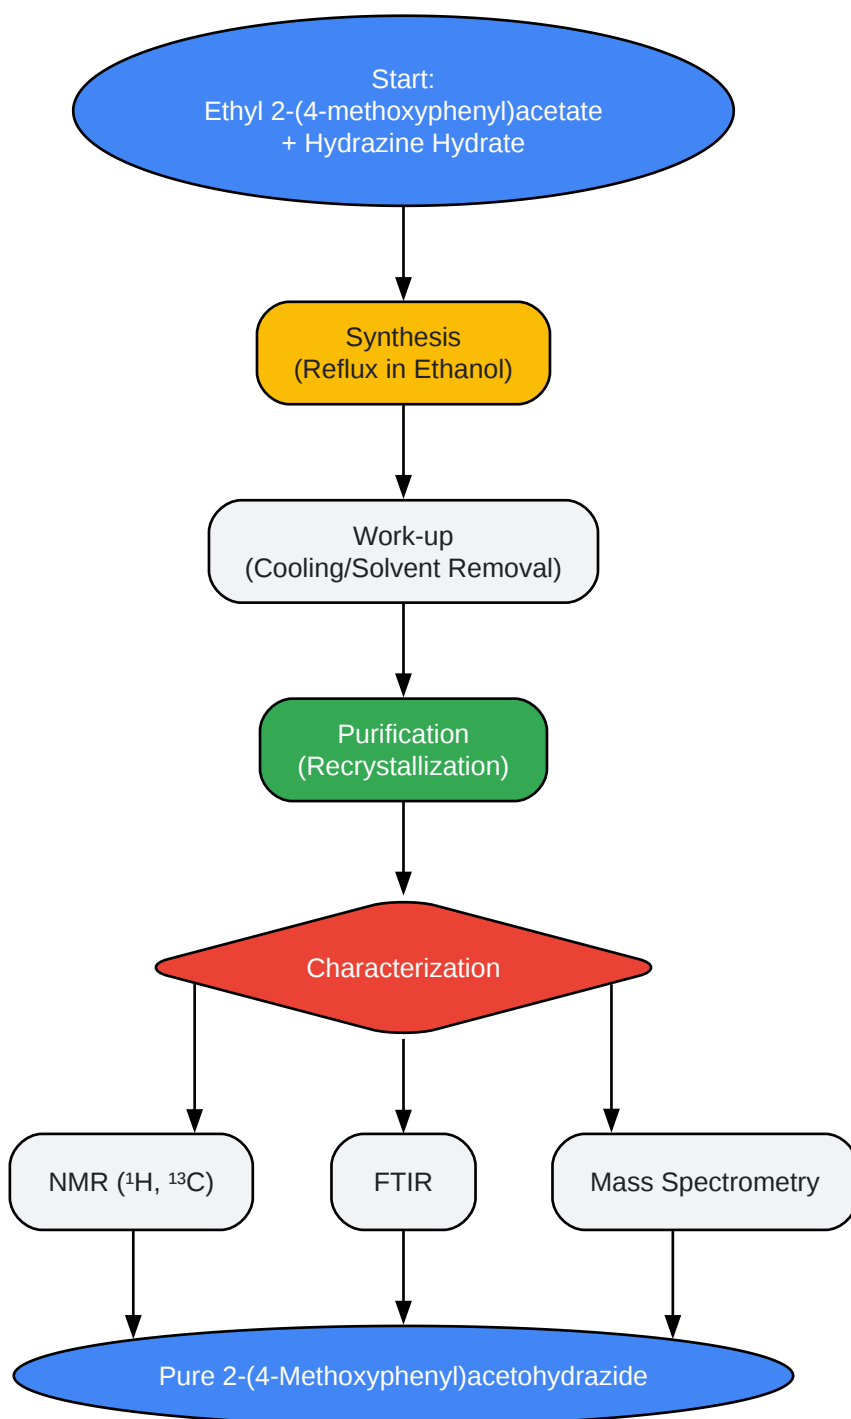 Start:
Ethyl 2-(4-methoxyphenyl)acetate
+ Hydrazine Hydrate
Synthesis
(Reflux in Ethanol)
Work-up
(Cooling/Solvent Removal)
Purification
(Recrystallization)
Characterization
NMR (¹H, ¹³C)
FTIR
Mass Spectrometry
Pure 2-(4-Methoxyphenyl)acetohydrazide